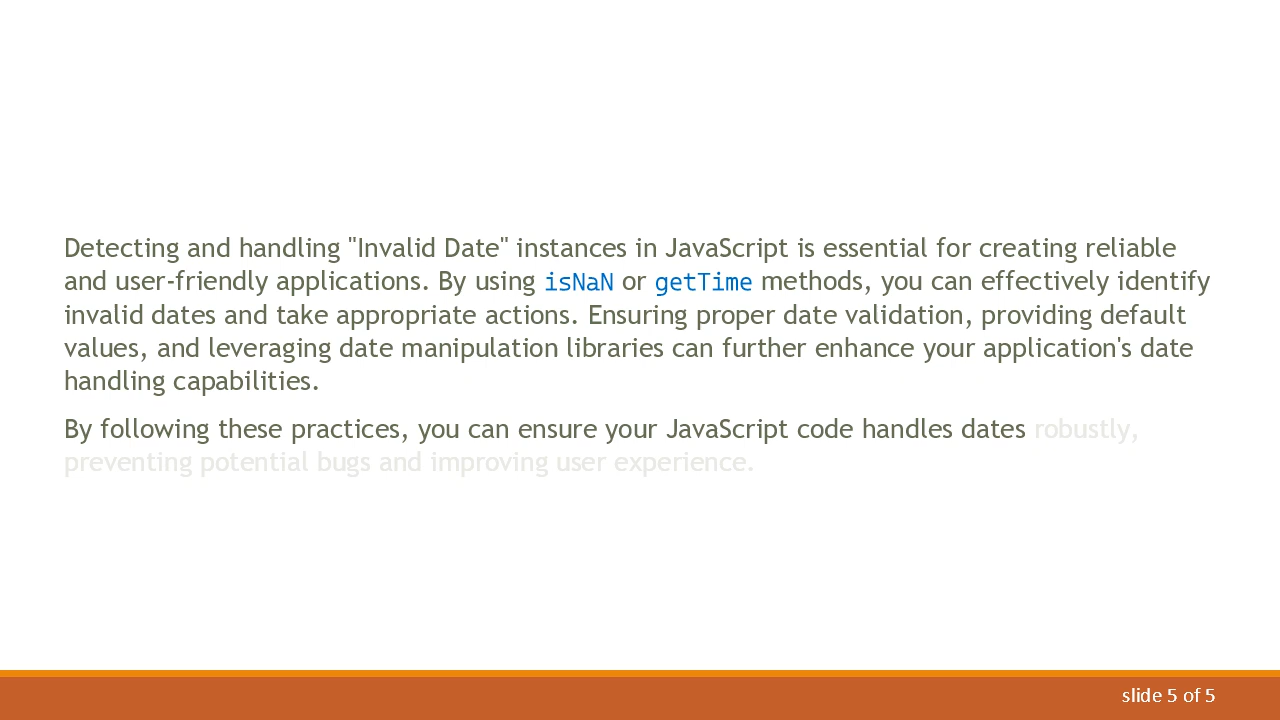 Detecting and handling "Invalid Date" instances in JavaScript is essential for creating reliable
and user-friendly applications. By using isNaN or getTime methods, you can effectively identify
invalid dates and take appropriate actions. Ensuring proper date validation, providing default
values, and leveraging date manipulation libraries can further enhance your application's date
handling capabilities.
By following these practices, you can ensure your JavaScript code handles dates robustly,
preventing potential bugs and improving user experience.
slide 5 of 5